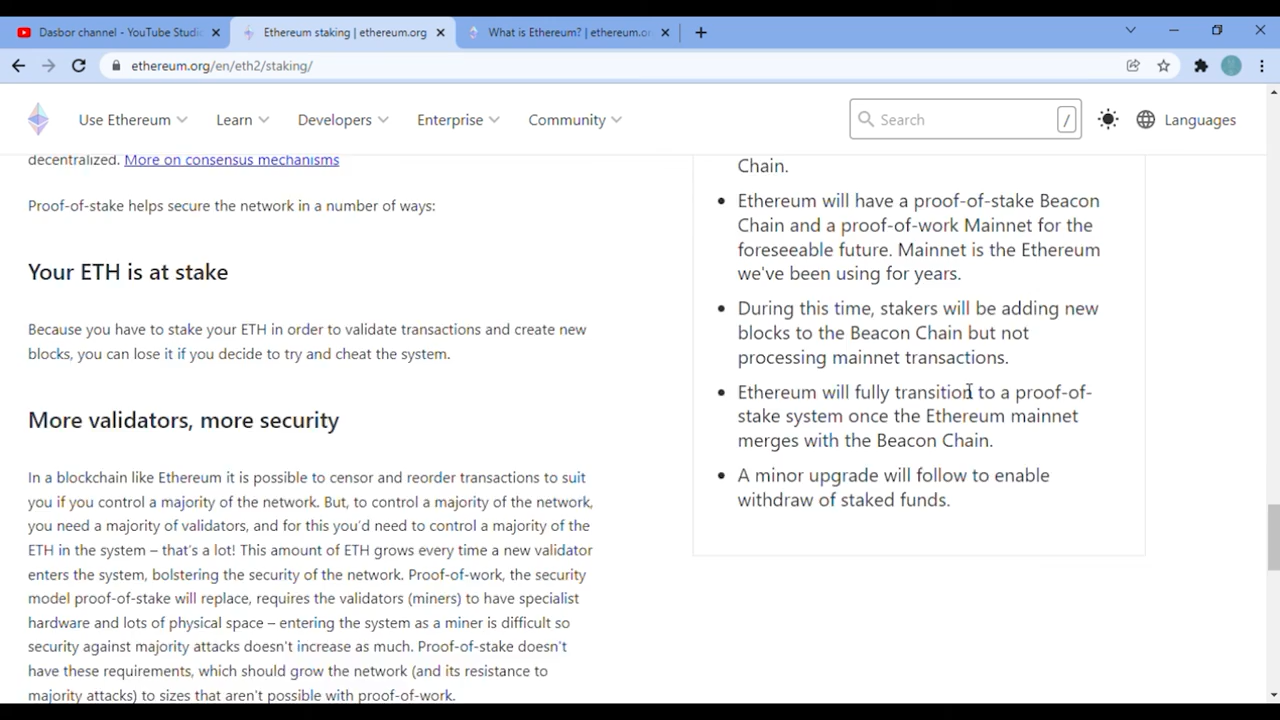 Dasbor channel - YouTube Studi
Ethereum staking | ethereum.org
What is Ethereum? | ethereum.o
ethereum.org/en/eth2/staking/
Use Ethereum
Learn
Developers
Enterprise
Community
Search
/
Languages
decentralized. More on consensus mechanisms
Proof-of-stake helps secure the network in a number of ways:
Your ETH is at stake
Because you have to stake your ETH in order to validate transactions and create new
blocks, you can lose it if you decide to try and cheat the system.
More validators, more security
In a blockchain like Ethereum it is possible to censor and reorder transactions to suit
you if you control a majority of the network. But, to control a majority of the network,
you need a majority of validators, and for this you'd need to control a majority of the
ETH in the system – that's a lot! This amount of ETH grows every time a new validator
enters the system, bolstering the security of the network. Proof-of-work, the security
model proof-of-stake will replace, requires the validators (miners) to have specialist
hardware and lots of physical space – entering the system as a miner is difficult so
security against majority attacks doesn't increase as much. Proof-of-stake doesn't
have these requirements, which should grow the network (and its resistance to
majority attacks) to sizes that aren't possible with proof-of-work.
Chain.
• Ethereum will have a proof-of-stake Beacon
Chain and a proof-of-work Mainnet for the
foreseeable future. Mainnet is the Ethereum
we've been using for years.
• During this time, stakers will be adding new
blocks to the Beacon Chain but not
processing mainnet transactions.
• Ethereum will fully transition to a proof-of-
stake system once the Ethereum mainnet
merges with the Beacon Chain.
• A minor upgrade will follow to enable
withdraw of staked funds.